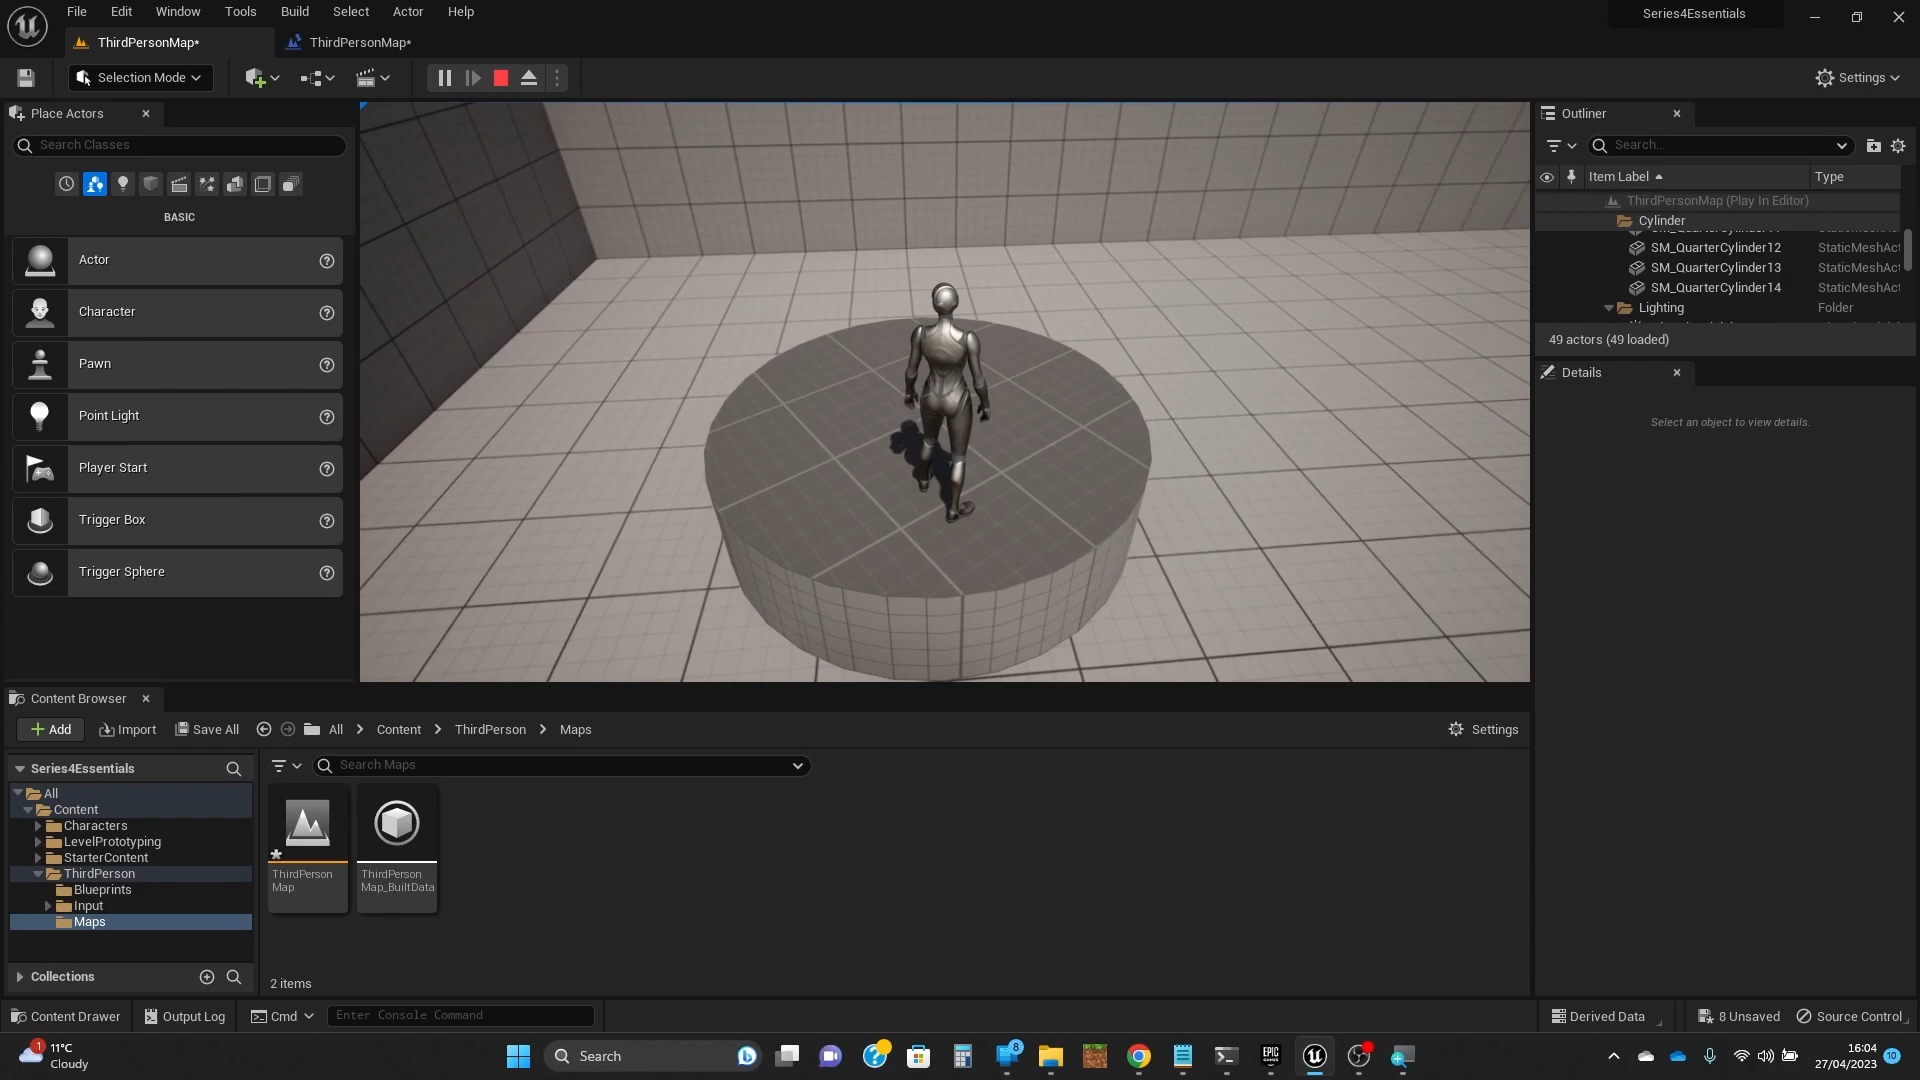 File Edit Window Tools Build Select Actor Help
Series4Essentials
ThirdPersonMap*
ThirdPersonMap*
Selection Mode
Settings
Place Actors
Search Classes
BASIC
Actor
Character
Pawn
Point Light
Player Start
Trigger Box
Trigger Sphere
Outliner
Search...
Item Label Type
ThirdPersonMap (Play In Editor)
Cylinder
SM_QuarterCylinder12 StaticMeshAct
SM_QuarterCylinder13 StaticMeshAct
SM_QuarterCylinder14 StaticMeshAct
Lighting Folder
49 actors (49 loaded)
Details
Select an object to view details.
Content Browser
Add Import Save All All Content ThirdPerson Maps Settings
Series4Essentials
All
Content
Characters
LevelPrototyping
StarterContent
ThirdPerson
Blueprints
Input
Maps
Collections
Search Maps
ThirdPerson
Map
ThirdPerson
Map_BuiltData
2 items
Content Drawer Output Log Cmd Enter Console Command Derived Data 8 Unsaved Source Control
1
11°C
Cloudy
Search
8
EPIC
GAMES
16:04
27/04/2023
10